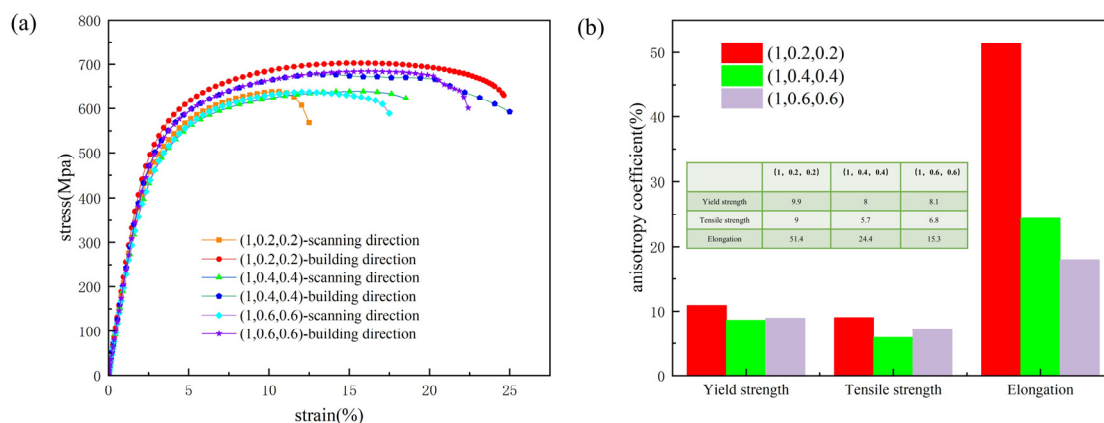 (a)
800
700
600
500
400
300
200
100
0
stress(Mpa)
(1,0.2,0.2)-scanning direction
(1,0.2,0.2)-building direction
(1,0.4,0.4)-scanning direction
(1,0.4,0.4)-building direction
(1,0.6,0.6)-scanning direction
(1,0.6,0.6)-building direction
0 5 10 15 20 25
strain(%)
(b)
50
40
30
20
10
0
anisotropy coefficient(%)
(1,0.2,0.2)
(1,0.4,0.4)
(1,0.6,0.6)
(1, 0.2, 0.2) (1, 0.4, 0.4) (1, 0.6, 0.6)
Yield strength 9.9 8 8.1
Tensile strength 9 5.7 6.8
Elongation 51.4 24.4 15.3
Yield strength Tensile strength Elongation